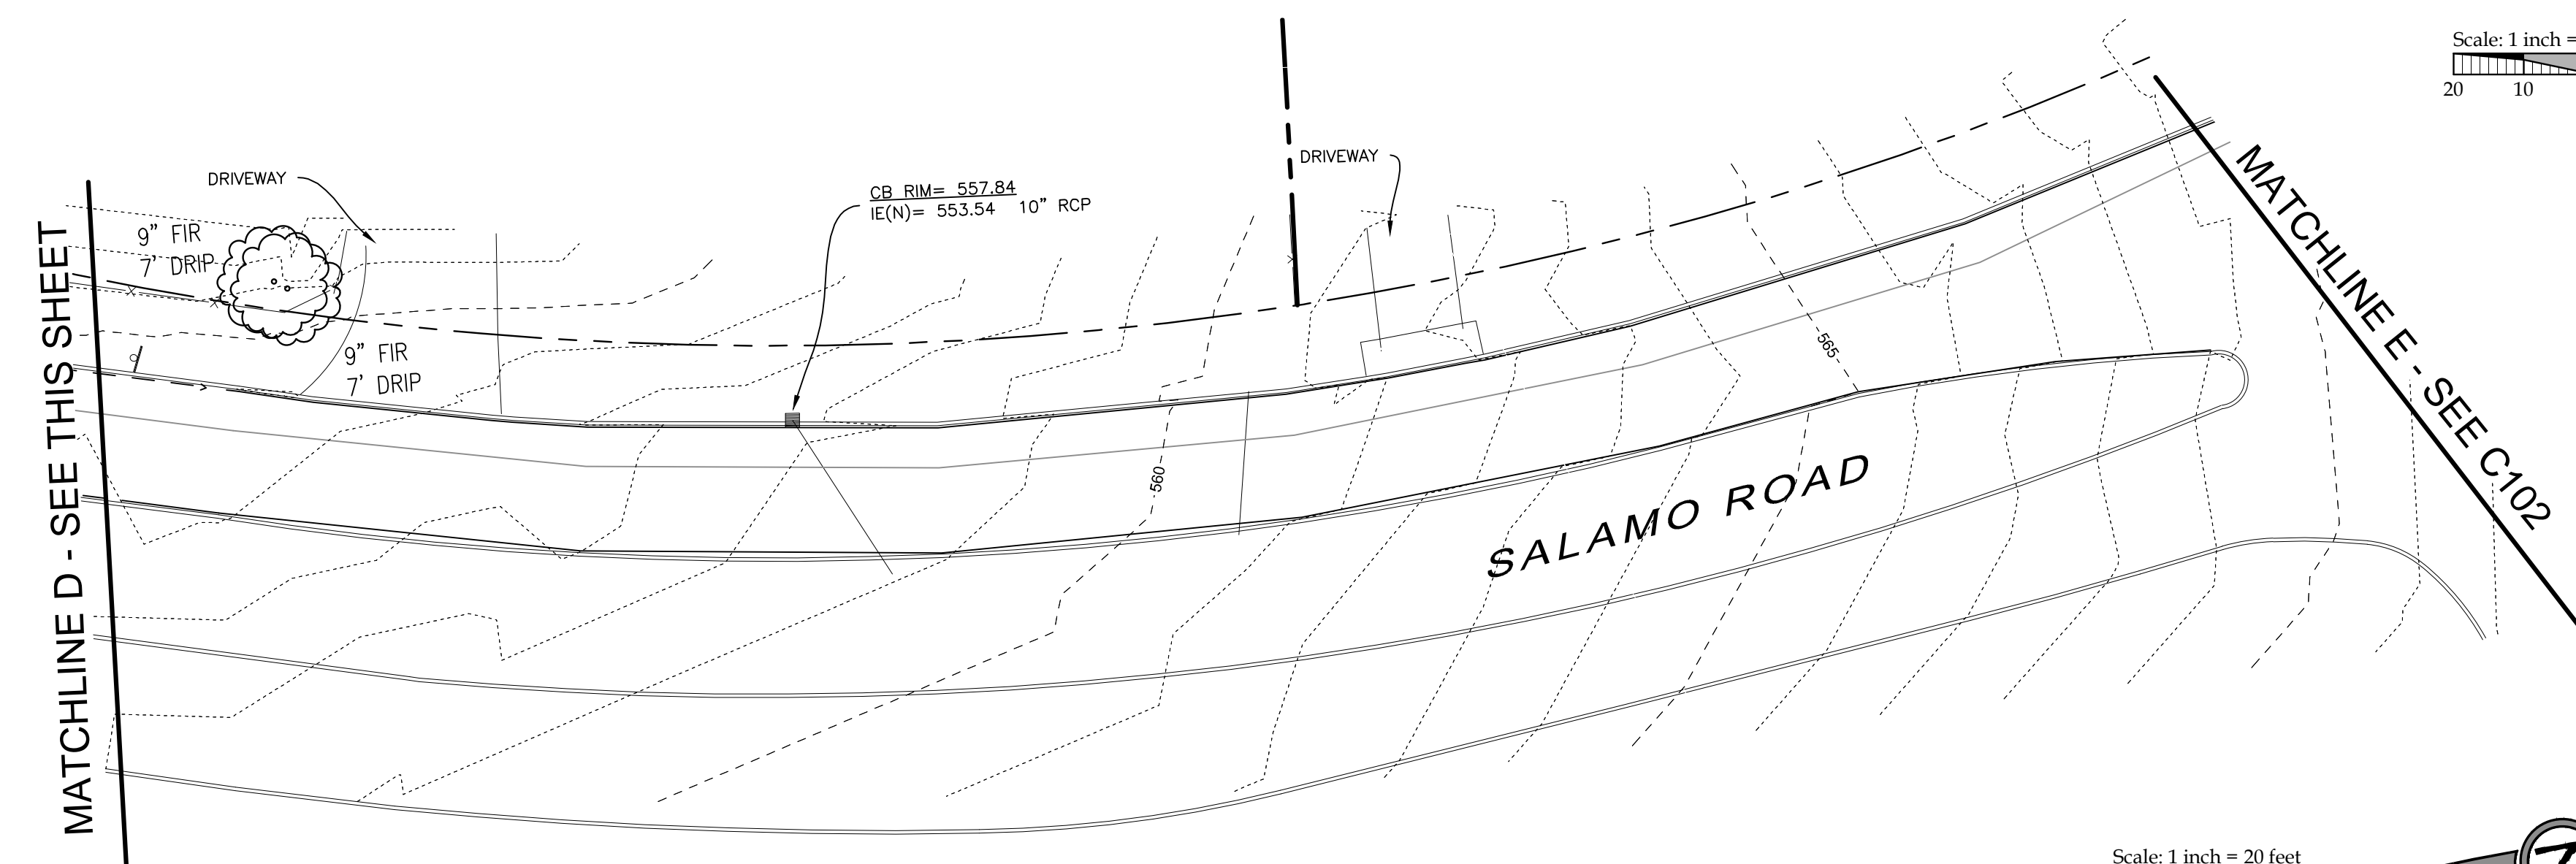 Scale: 1 inch =
20 10
DRIVEWAY
DRIVEWAY
CB RIM= 557.84
IE(N)= 553.54 10" RCP
9" FIR
7' DRIP
9" FIR
7' DRIP
565
560
SALAMO ROAD
MATCHLINE D - SEE THIS SHEET
MATCHLINE E - SEE C102
Scale: 1 inch = 20 feet